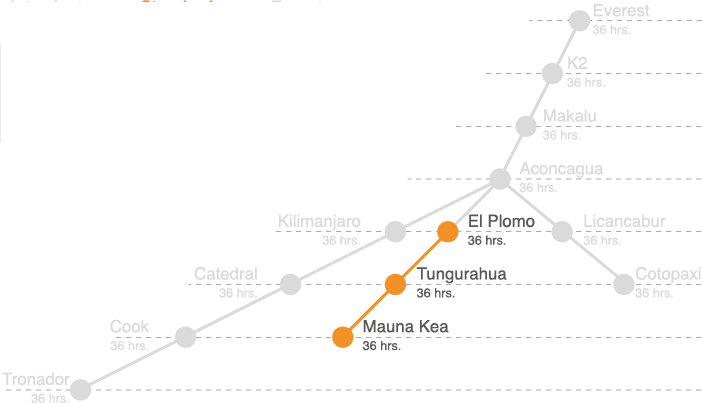 Everest
36 hrs.
K2
36 hrs.
Makalu
36 hrs.
Aconcagua
36 hrs.
Kilimanjaro
36 hrs.
El Plomo
36 hrs.
Licancabur
36 hrs.
Catedral
36 hrs.
Tungurahua
36 hrs.
Cotopaxi
36 hrs.
Cook
36 hrs.
Mauna Kea
36 hrs.
Tronador
36 hrs.